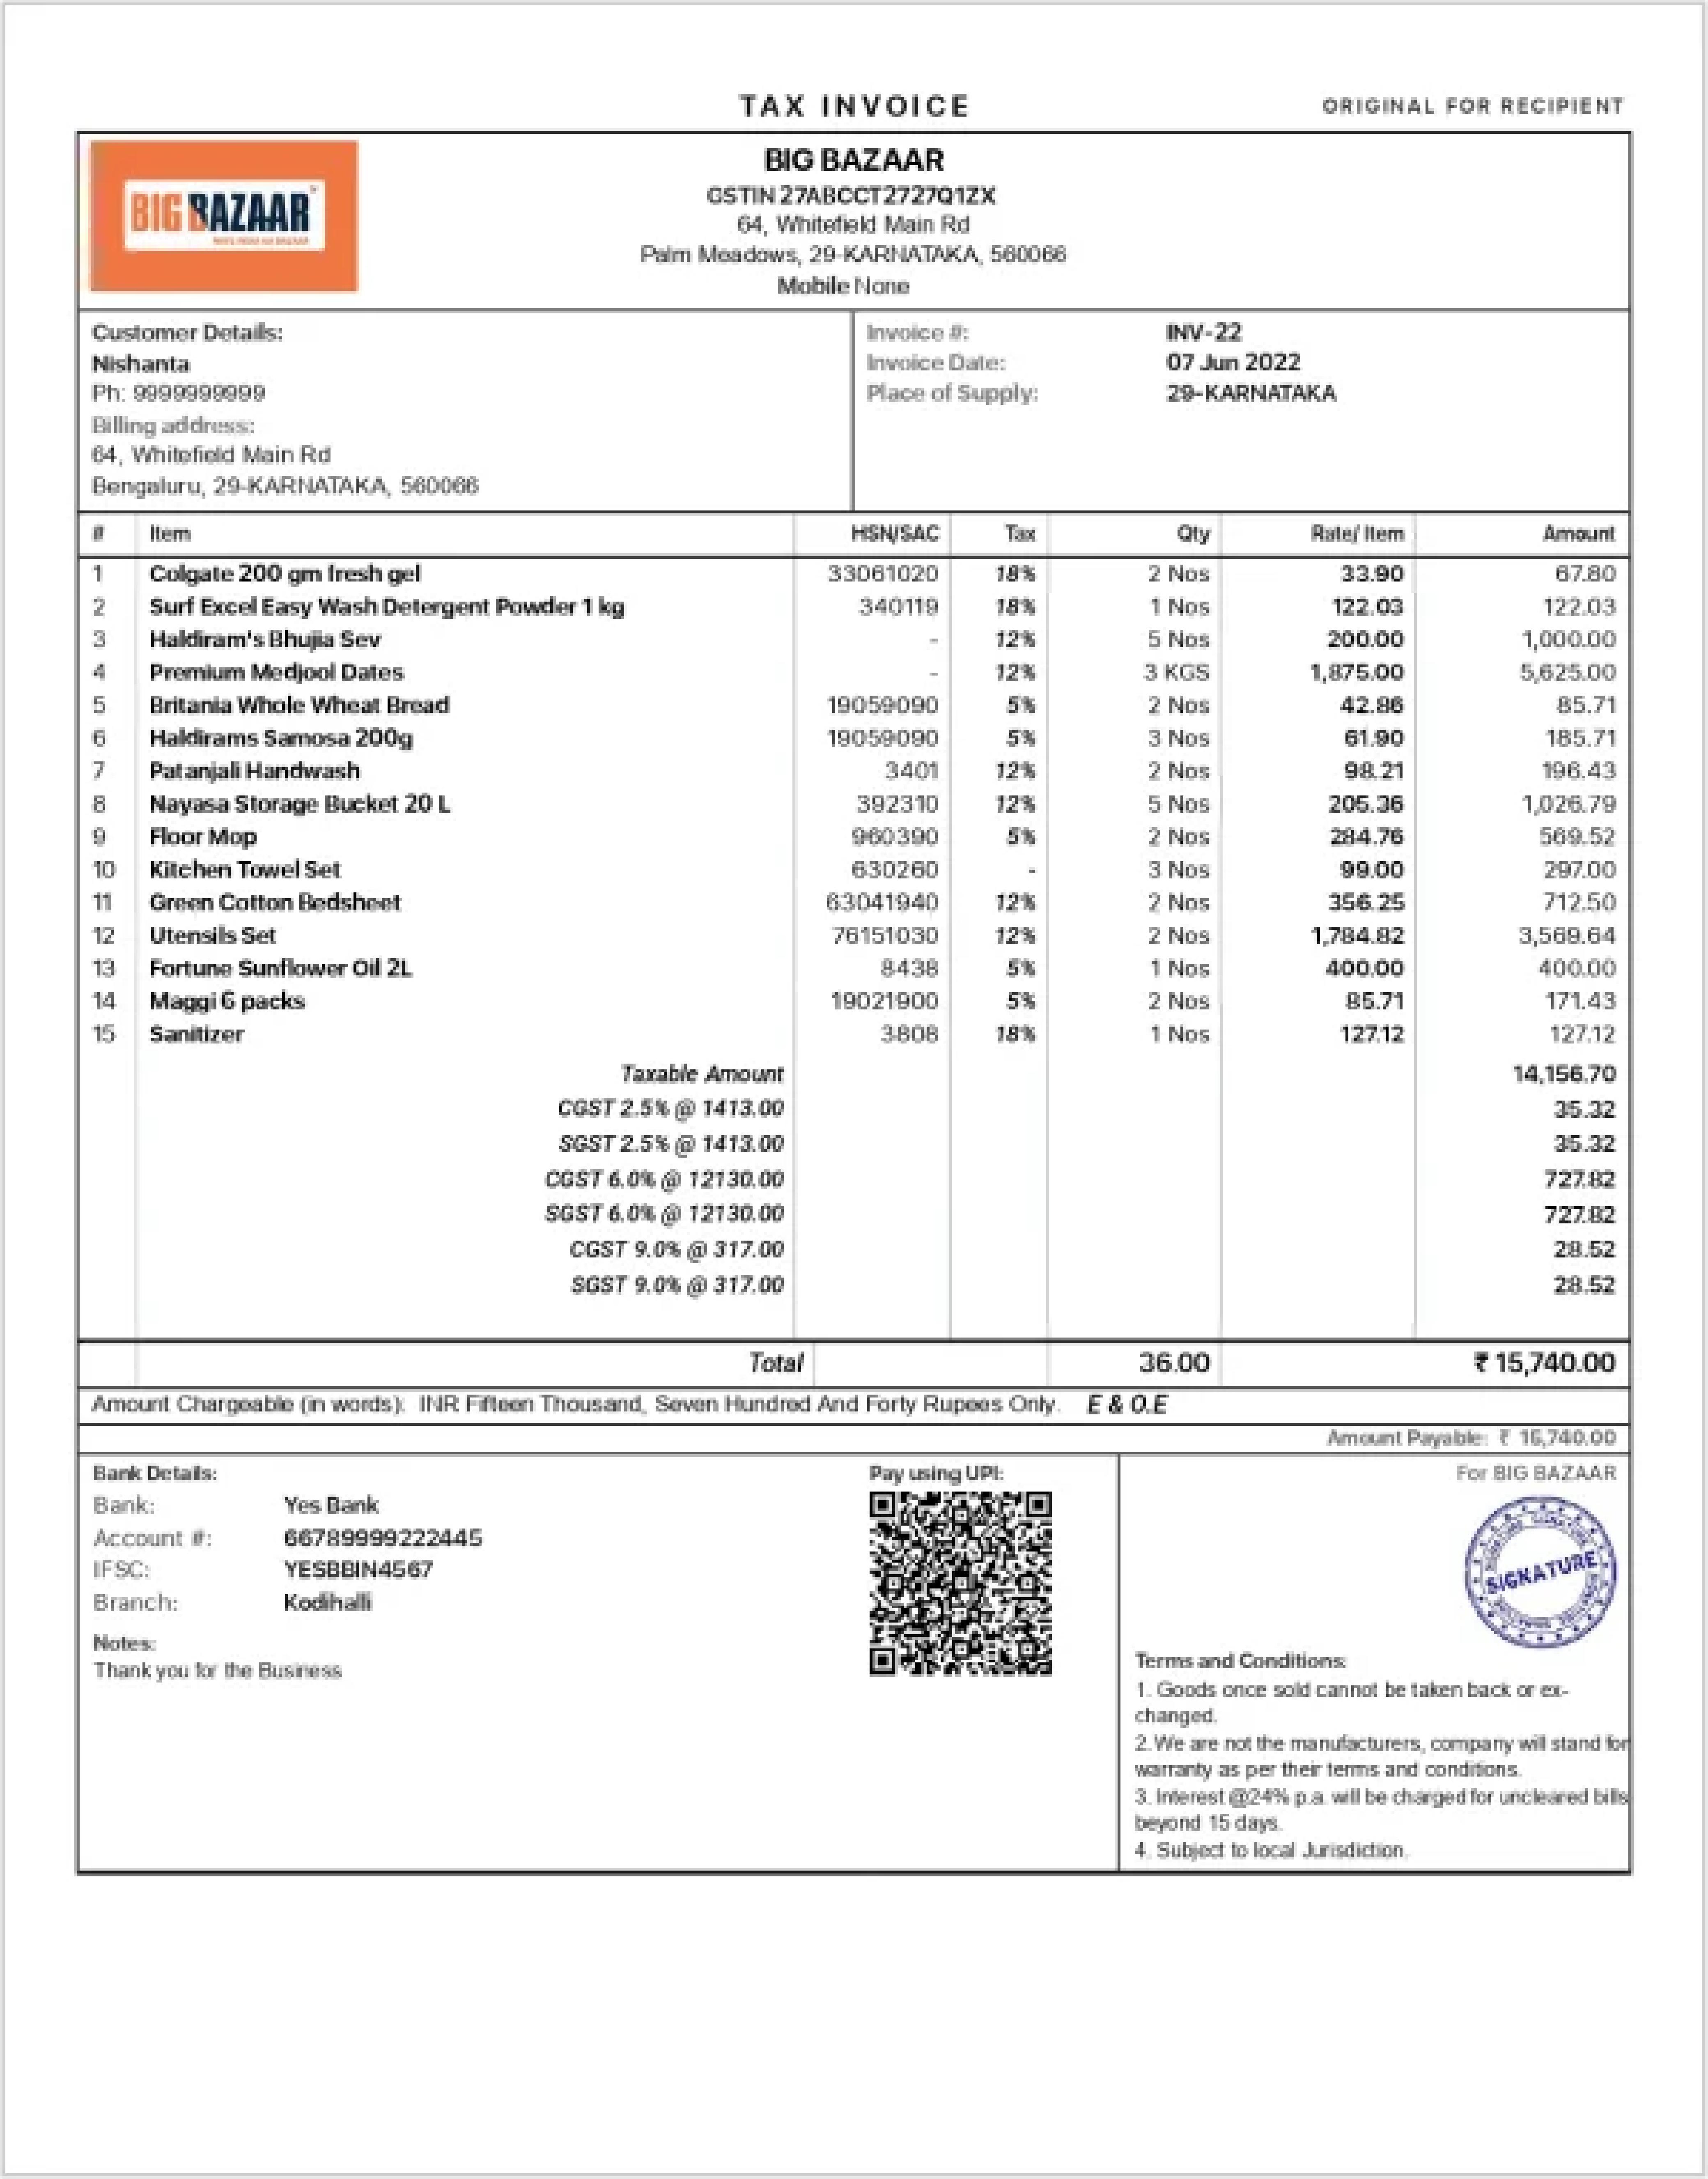 TAX INVOICE
ORIGINAL FOR RECIPIENT
BIG BAZAAR
BIG BAZAAR
GSTIN 27ABCCT2727Q1ZX
64, Whitefield Main Rd
Palm Meadows, 29-KARNATAKA, 560066
Mobile None
Customer Details:
Nishanta
Ph: 9999999999
Billing address:
64, Whitefield Main Rd
Bengaluru, 29-KARNATAKA, 560066
Invoice #: INV-22
Invoice Date: 07 Jun 2022
Place of Supply: 29-KARNATAKA
# Item HSN/SAC Tax Qty Rate/ Item Amount
1 Colgate 200 gm fresh gel 33061020 18% 2 Nos 33.90 67.80
2 Surf Excel Easy Wash Detergent Powder 1 kg 340119 18% 1 Nos 122.03 122.03
3 Haldiram's Bhujia Sev - 12% 5 Nos 200.00 1,000.00
4 Premium Medjool Dates - 12% 3 KGS 1,875.00 5,625.00
5 Britania Whole Wheat Bread 19059090 5% 2 Nos 42.86 85.71
6 Haldirams Samosa 200g 19059090 5% 3 Nos 61.90 185.71
7 Patanjali Handwash 3401 12% 2 Nos 98.21 196.43
8 Nayasa Storage Bucket 20 L 392310 12% 5 Nos 205.36 1,026.79
9 Floor Mop 960390 5% 2 Nos 284.76 569.52
10 Kitchen Towel Set 630260 - 3 Nos 99.00 297.00
11 Green Cotton Bedsheet 63041940 12% 2 Nos 356.25 712.50
12 Utensils Set 76151030 12% 2 Nos 1,784.82 3,569.64
13 Fortune Sunflower Oil 2L 8438 5% 1 Nos 400.00 400.00
14 Maggi 6 packs 19021900 5% 2 Nos 85.71 171.43
15 Sanitizer 3808 18% 1 Nos 127.12 127.12
Taxable Amount 14,156.70
CGST 2.5% @ 1413.00 35.32
SGST 2.5% @ 1413.00 35.32
CGST 6.0% @ 12130.00 727.82
SGST 6.0% @ 12130.00 727.82
CGST 9.0% @ 317.00 28.52
SGST 9.0% @ 317.00 28.52
Total 36.00 ₹ 15,740.00
Amount Chargeable (in words): INR Fifteen Thousand, Seven Hundred And Forty Rupees Only. E & O.E
Amount Payable: ₹ 15,740.00
Bank Details:
Bank: Yes Bank
Account #: 66789999222445
IFSC: YESBBIN4567
Branch: Kodihalli
Notes:
Thank you for the Business
Pay using UPI:
For BIG BAZAAR
SIGNATURE
Terms and Conditions:
1. Goods once sold cannot be taken back or ex-
changed.
2. We are not the manufacturers, company will stand for
warranty as per their terms and conditions.
3. Interest @24% p.a. will be charged for uncleared bills
beyond 15 days.
4. Subject to local Jurisdiction.